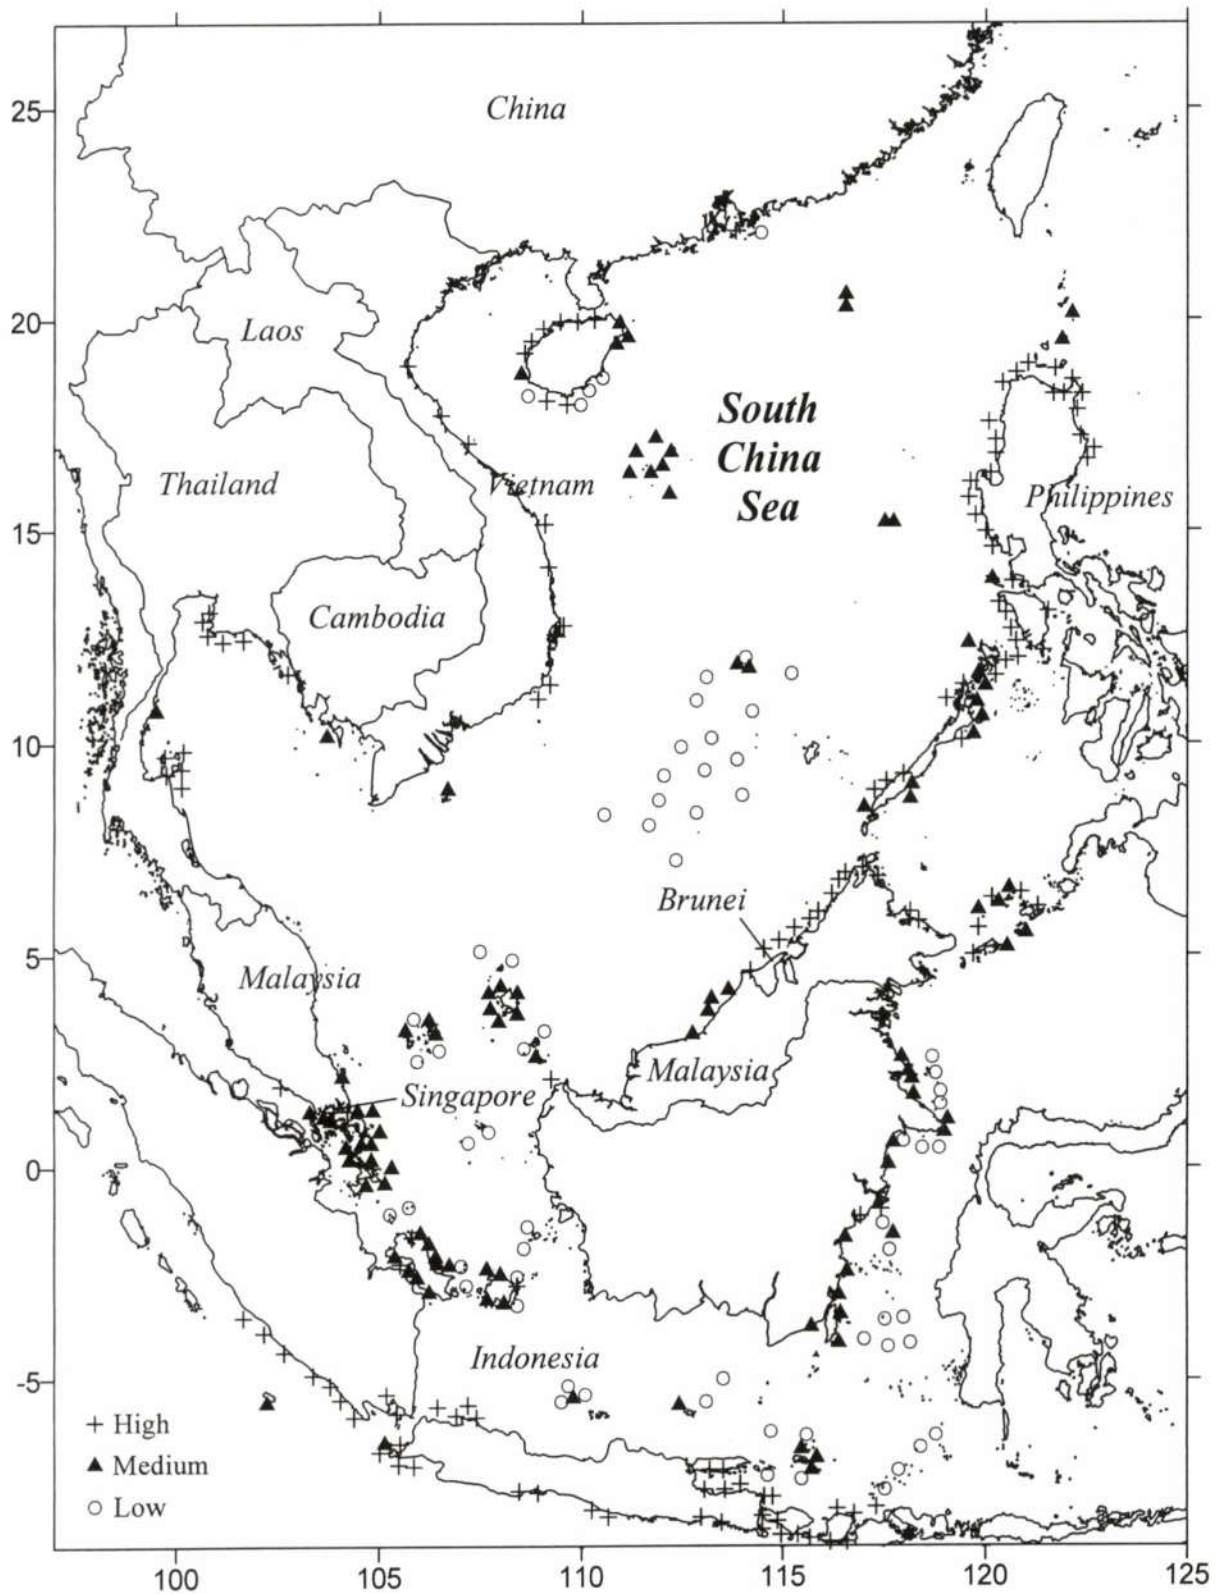 25
China
20
Laos
South
China
Sea
Thailand
Vietnam
Philippines
15
Cambodia
10
Brunei
5
Malaysia
Malaysia
Singapore
0
Indonesia
-5
+ High
▲ Medium
○ Low
100
105
110
115
120
125